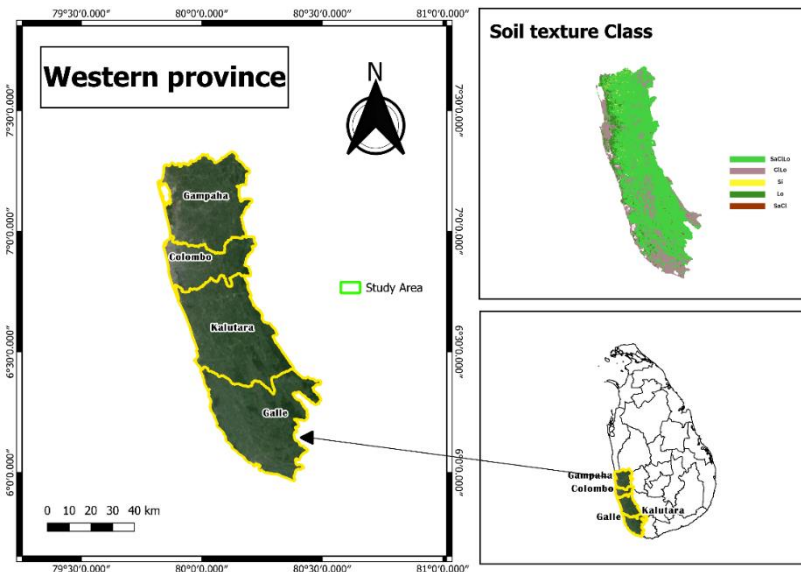 79°30'0.000"
80°0'0.000"
80°30'0.000"
81°0'0.000"
Western province
N
7°30'0.000"
7°0'0.000"
6°30'0.000"
6°0'0.000"
Gampaha
Colombo
Kalutara
Galle
Study Area
0 10 20 30 40 km
7°30'0.000"
7°0'0.000"
6°30'0.000"
6°0'0.000"
79°30'0.000"
80°0'0.000"
80°30'0.000"
81°0'0.000"
Soil texture Class
SaClLo
ClLo
Si
Lo
SaCl
Gampaha
Colombo
Kalutara
Galle